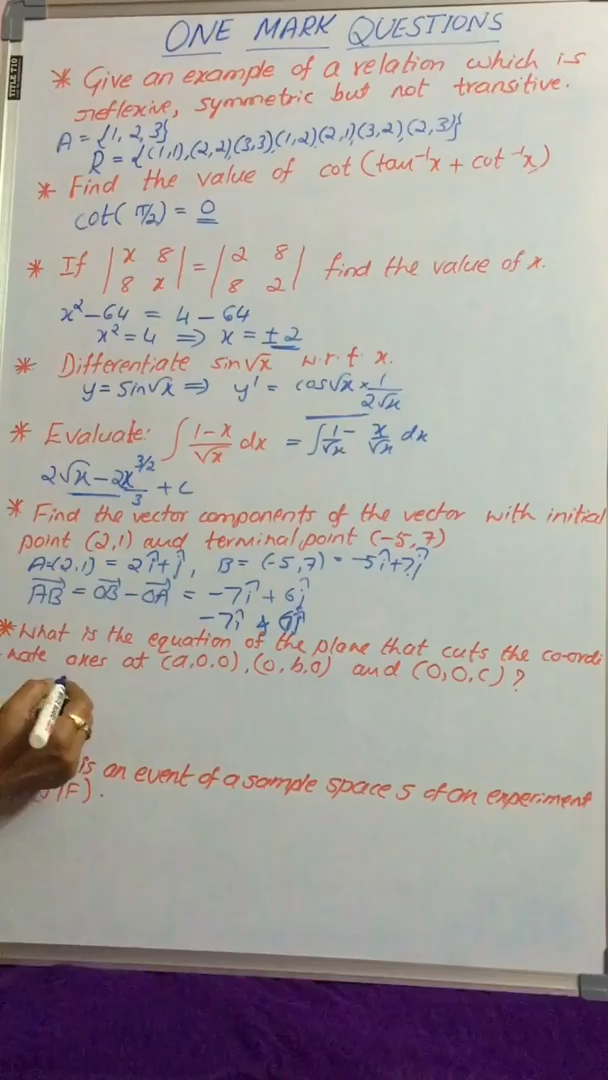 ONE MARK QUESTIONS
* Give an example of a relation which is
reflexive, symmetric but not transitive.
A = {1, 2, 3}
R = {(1,1),(2,2)(3,3)(1,2)(2,1)(3,2)(2,3)}
* Find the value of cot(tan⁻¹x + cot⁻¹x)
cot(π/2) = 0
* If |x 8| = |2 8| find the value of x.
|8 x| |8 2|
x² - 64 = 4 - 64
x² = 4 ⇒ x = ±2
* Differentiate sin√x w.r.t x.
y = sin√x ⇒ y' = cos√x × 1/2√x
* Evaluate: ∫ (1-x)/√x dx = ∫ 1/√x - x/√x dx
2√x - 2x^3/2 /3 + c
* Find the vector components of the vector with initial
point (2,1) and terminal point (-5,7)
A=(2,1) = 2î+ĵ, B = (-5,7) = -5î+7ĵ
AB = OB - OA = -7î + 6ĵ
-7î & 6ĵ
* What is the equation of the plane that cuts the co-ordi
nate axes at (a,0,0), (0,b,0) and (0,0,c)?
is an event of a sample space S of an experiment
/F).
TITLE T10